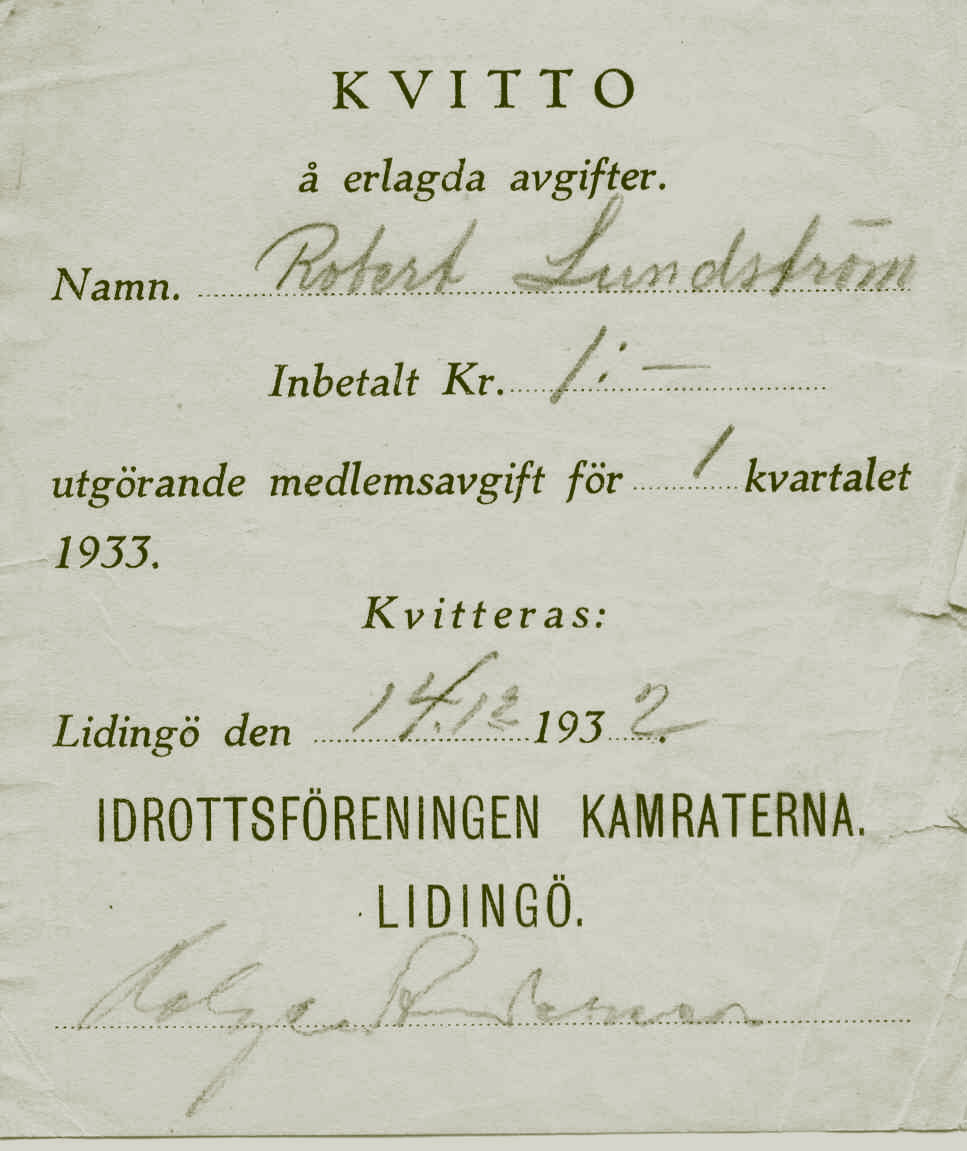 KVITTO
å erlagda avgifter.
Namn. Robert Lundström
Inbetalt Kr. 1:—
utgörande medlemsavgift för 1 kvartalet
1933.
Kvitteras:
Lidingö den 14.12 1932.
IDROTTSFÖRENINGEN KAMRATERNA.
LIDINGÖ.